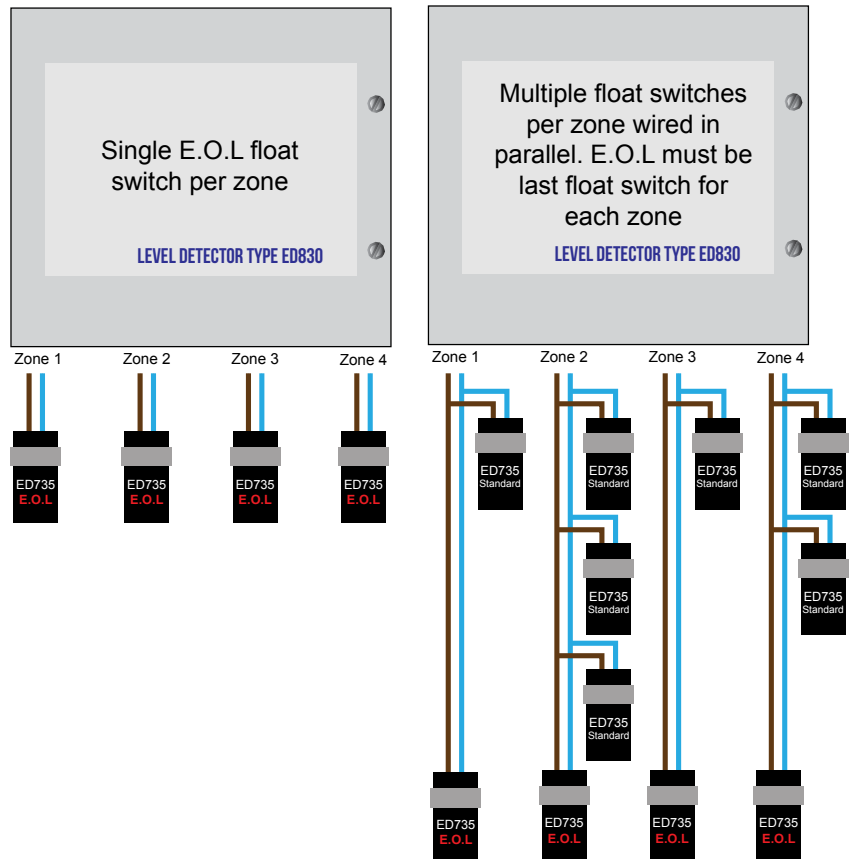 Single E.O.L float
switch per zone
LEVEL DETECTOR TYPE ED830
Zone 1
Zone 2
Zone 3
Zone 4
ED735
E.O.L
ED735
E.O.L
ED735
E.O.L
ED735
E.O.L
Multiple float switches
per zone wired in
parallel. E.O.L must be
last float switch for
each zone
LEVEL DETECTOR TYPE ED830
Zone 1
Zone 2
Zone 3
Zone 4
ED735
Standard
ED735
Standard
ED735
Standard
ED735
Standard
ED735
Standard
ED735
Standard
ED735
Standard
ED735
E.O.L
ED735
E.O.L
ED735
E.O.L
ED735
E.O.L